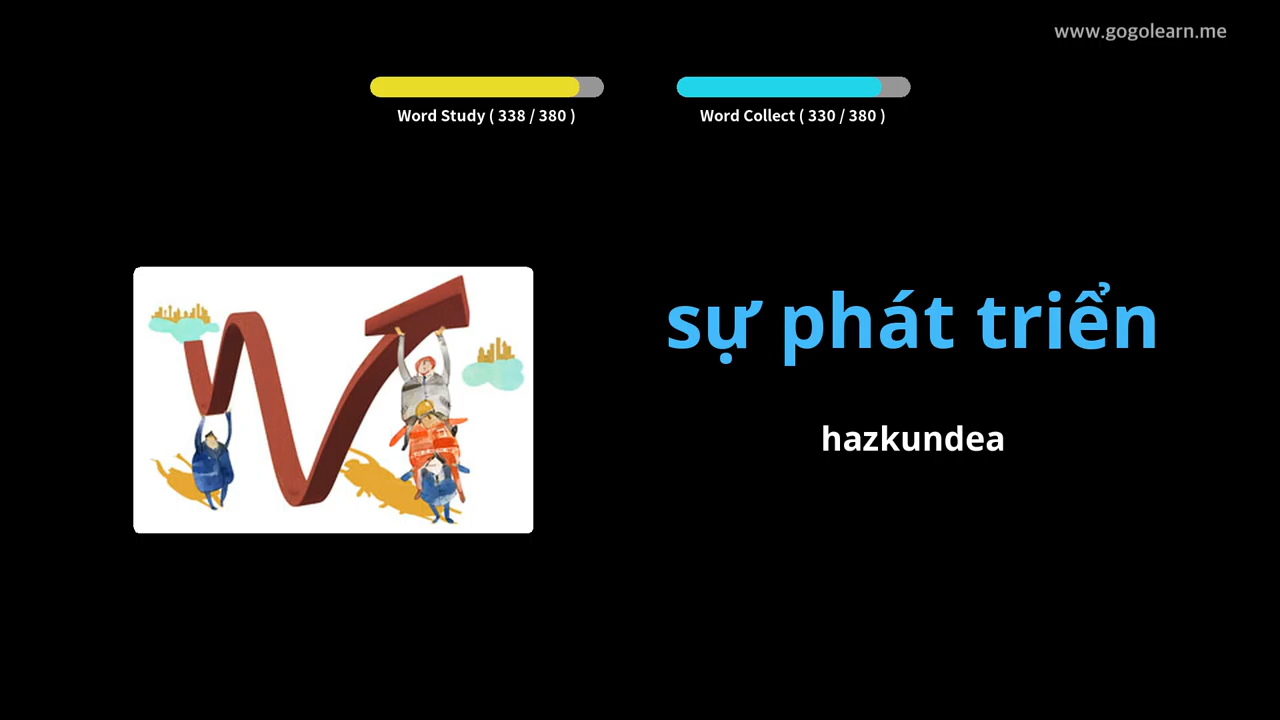 www.gogolearn.me
Word Study ( 338 / 380 )
Word Collect ( 330 / 380 )
sự phát triển
hazkundea